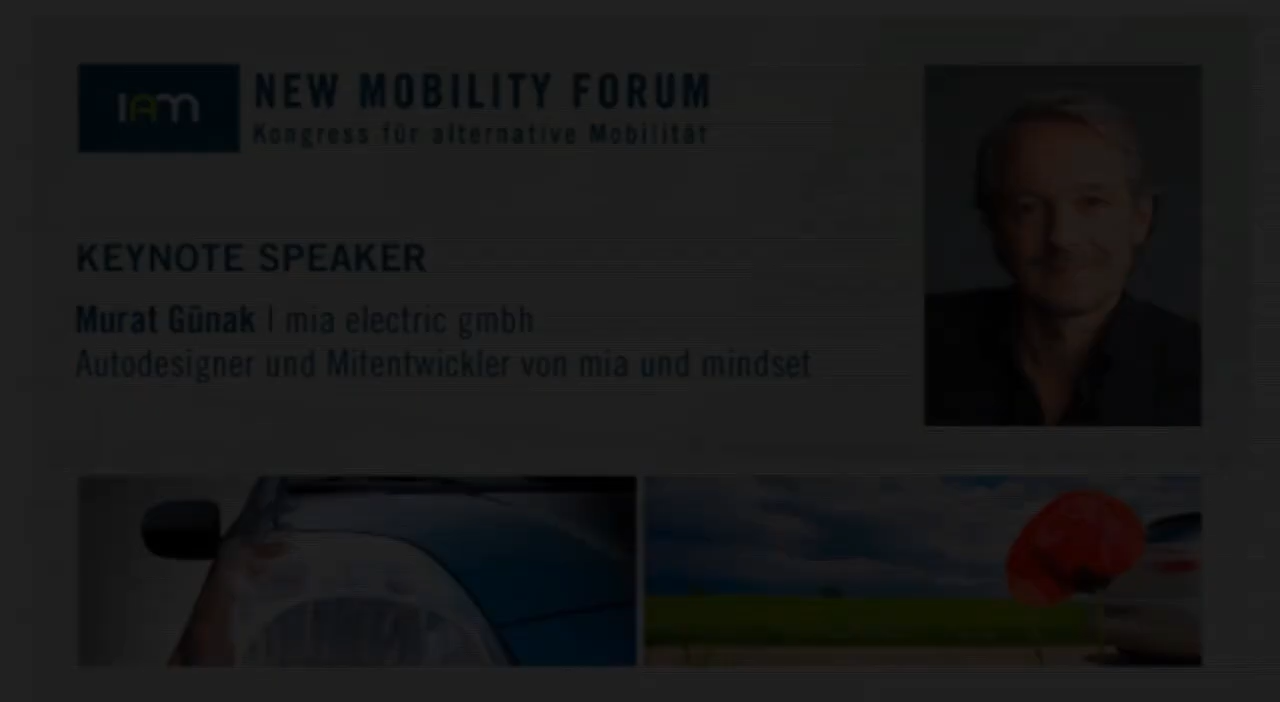 IAM
NEW MOBILITY FORUM
Kongress für alternative Mobilität
KEYNOTE SPEAKER
Murat Günak | mia electric gmbh
Autodesigner und Mitentwickler von mia und mindset